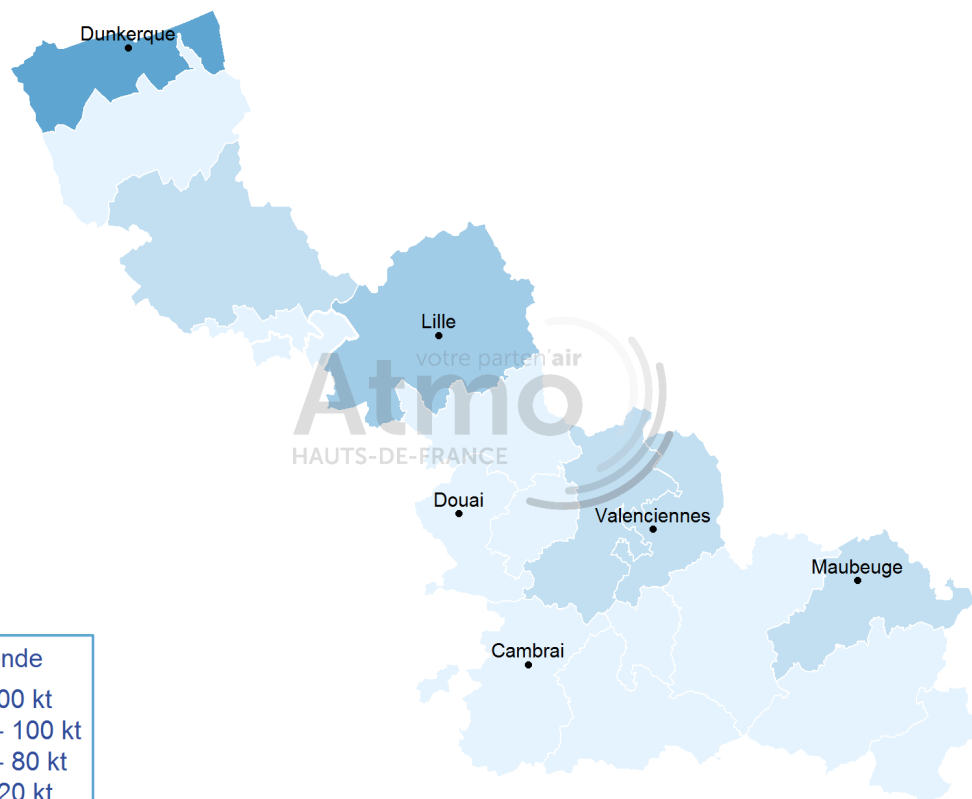 Dunkerque
Lille
votre parten'air
Atmo
HAUTS-DE-FRANCE
Douai
Valenciennes
Maubeuge
Cambrai
nde
00 kt
- 100 kt
- 80 kt
20 kt